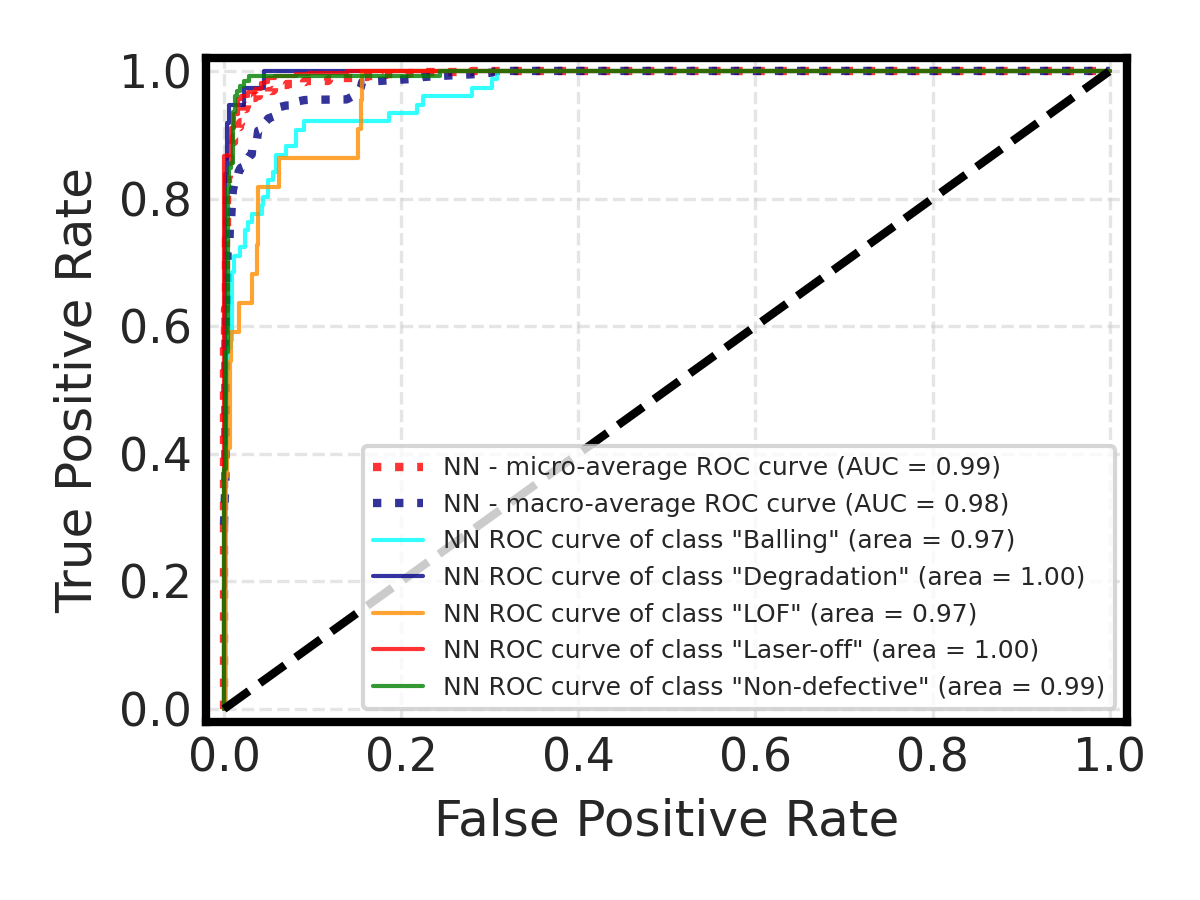 1.0
0.8
0.6
0.4
0.2
0.0
True Positive Rate
NN - micro-average ROC curve (AUC = 0.99)
NN - macro-average ROC curve (AUC = 0.98)
NN ROC curve of class "Balling" (area = 0.97)
NN ROC curve of class "Degradation" (area = 1.00)
NN ROC curve of class "LOF" (area = 0.97)
NN ROC curve of class "Laser-off" (area = 1.00)
NN ROC curve of class "Non-defective" (area = 0.99)
0.0 0.2 0.4 0.6 0.8 1.0
False Positive Rate